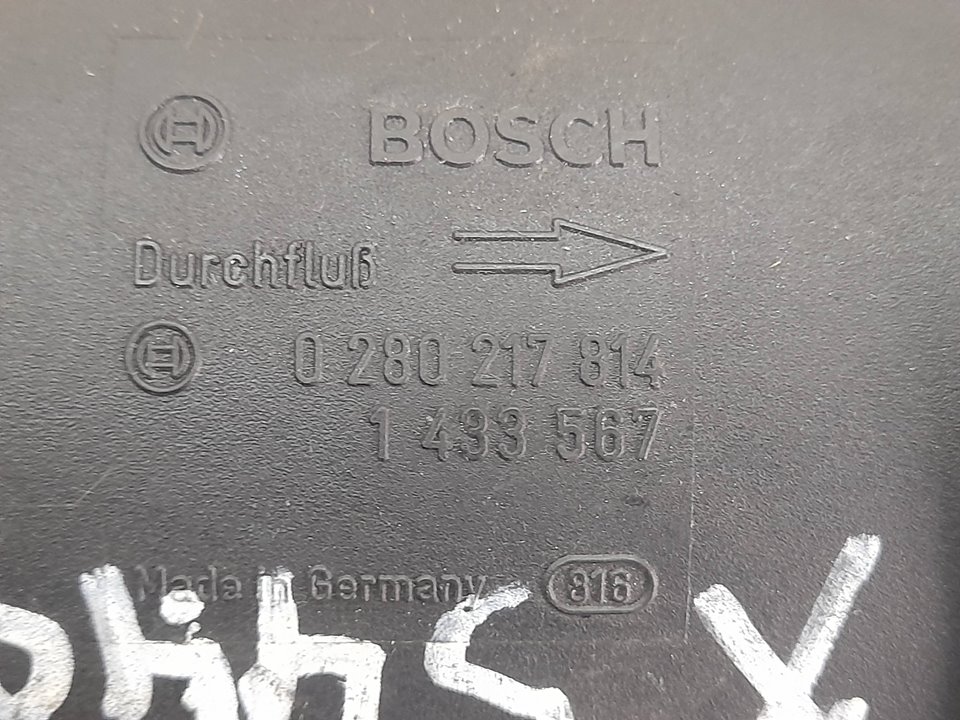 BOSCH
Durchfluß
0 280 217 814
1 433 567
Made in Germany 816